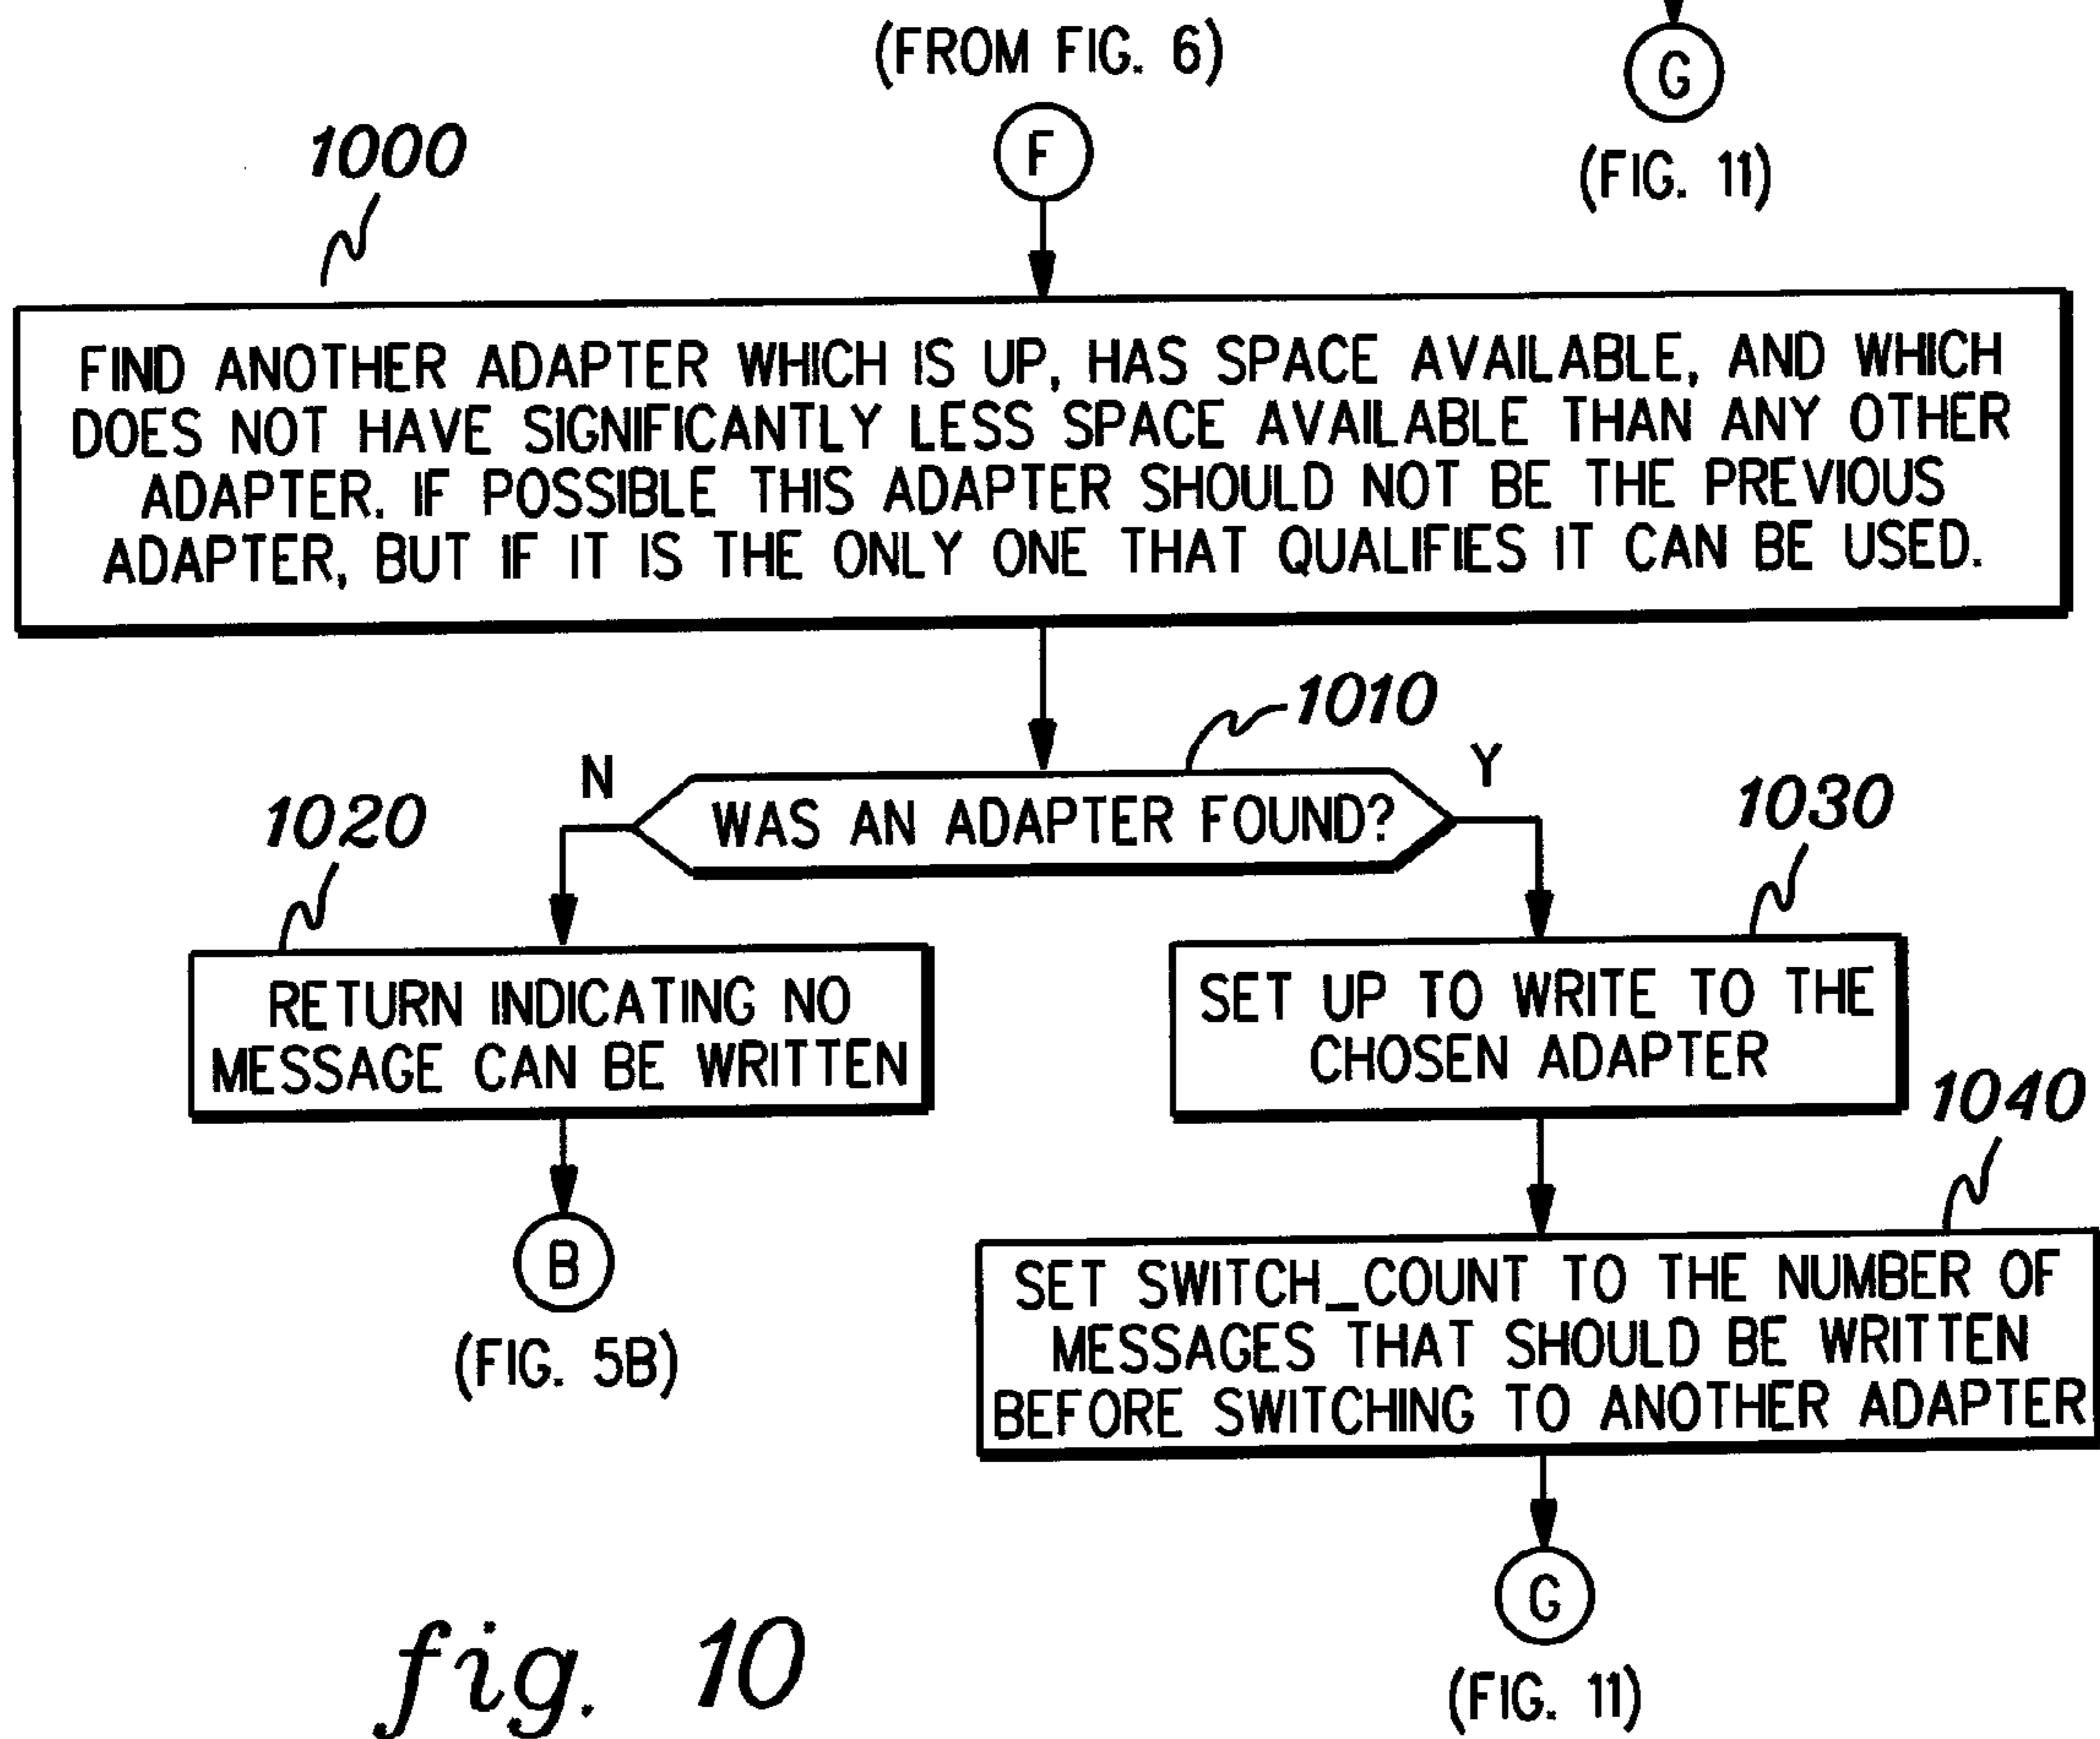 (FROM FIG. 6)
G
(FIG. 11)
F
1000
FIND ANOTHER ADAPTER WHICH IS UP, HAS SPACE AVAILABLE, AND WHICH
DOES NOT HAVE SIGNIFICANTLY LESS SPACE AVAILABLE THAN ANY OTHER
ADAPTER. IF POSSIBLE THIS ADAPTER SHOULD NOT BE THE PREVIOUS
ADAPTER, BUT IF IT IS THE ONLY ONE THAT QUALIFIES IT CAN BE USED.
1010
N
Y
WAS AN ADAPTER FOUND?
1020
1030
RETURN INDICATING NO
MESSAGE CAN BE WRITTEN
SET UP TO WRITE TO THE
CHOSEN ADAPTER
1040
B
(FIG. 5B)
SET SWITCH_COUNT TO THE NUMBER OF
MESSAGES THAT SHOULD BE WRITTEN
BEFORE SWITCHING TO ANOTHER ADAPTER
G
(FIG. 11)
fig. 10